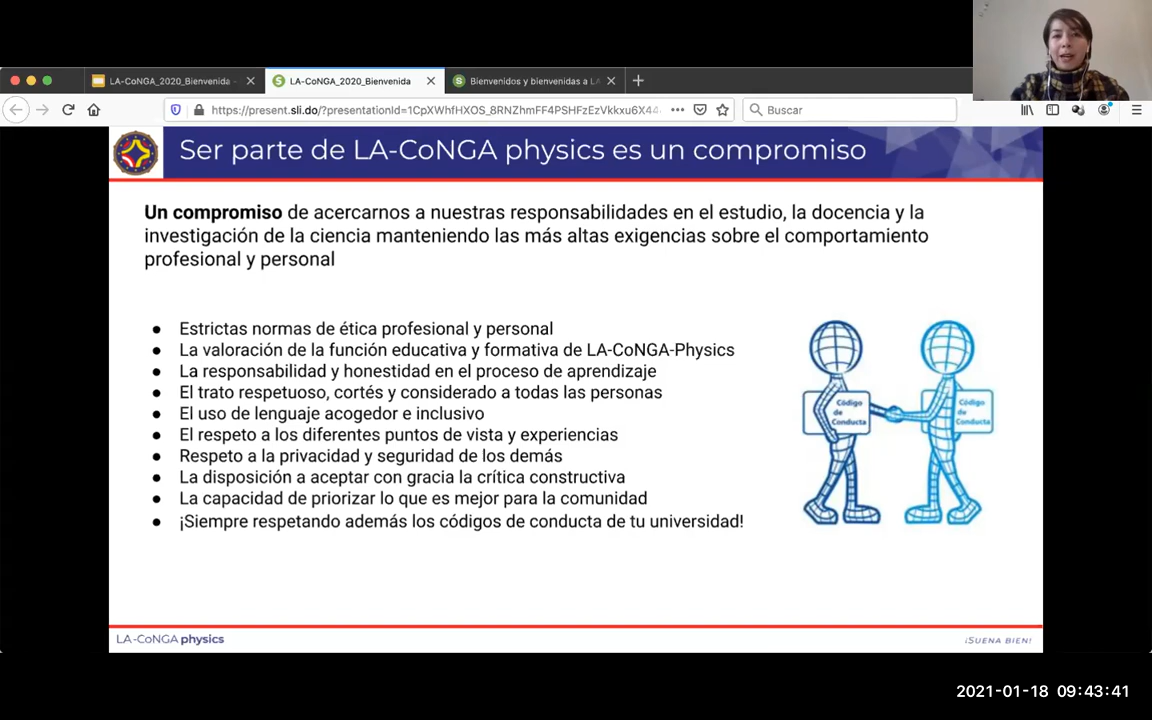 LA-CoNGA_2020_Bienvenida
LA-CoNGA_2020_Bienvenida
Bienvenidos y bienvenidas a LA
https://present.sli.do/?presentationId=1CpXWhfHXOS_8RNZhmFF4PSHFzEzVkkxu6X44
Buscar
Ser parte de LA-CoNGA physics es un compromiso
Un compromiso de acercarnos a nuestras responsabilidades en el estudio, la docencia y la
investigación de la ciencia manteniendo las más altas exigencias sobre el comportamiento
profesional y personal
● Estrictas normas de ética profesional y personal
● La valoración de la función educativa y formativa de LA-CoNGA-Physics
● La responsabilidad y honestidad en el proceso de aprendizaje
● El trato respetuoso, cortés y considerado a todas las personas
● El uso de lenguaje acogedor e inclusivo
● El respeto a los diferentes puntos de vista y experiencias
● Respeto a la privacidad y seguridad de los demás
● La disposición a aceptar con gracia la crítica constructiva
● La capacidad de priorizar lo que es mejor para la comunidad
● ¡Siempre respetando además los códigos de conducta de tu universidad!
Código
de
Conducta
Código
de
Conducta
LA-CoNGA physics
¡SUENA BIEN!
2021-01-18 09:43:41